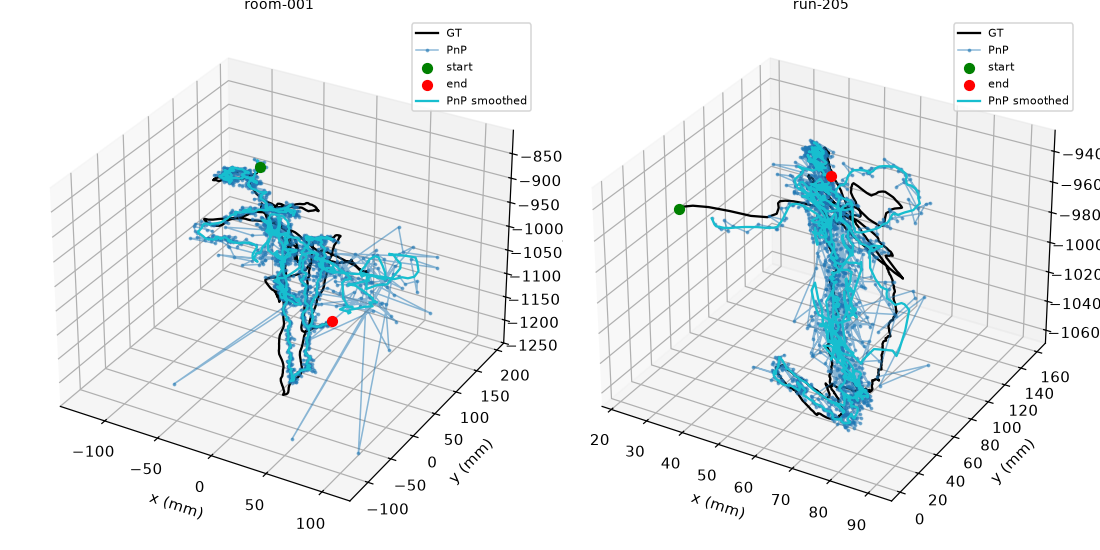 room-001
GT
PnP
start
end
PnP smoothed
−850
−900
−950
−1000
−1050
−1100
−1150
−1200
−1250
200
150
100
50
0
−50
−100
y (mm)
−100
−50
0
50
100
x (mm)
run-205
GT
PnP
start
end
PnP smoothed
−940
−960
−980
−1000
−1020
−1040
−1060
160
140
120
100
80
60
40
20
0
y (mm)
20
30
40
50
60
70
80
90
x (mm)